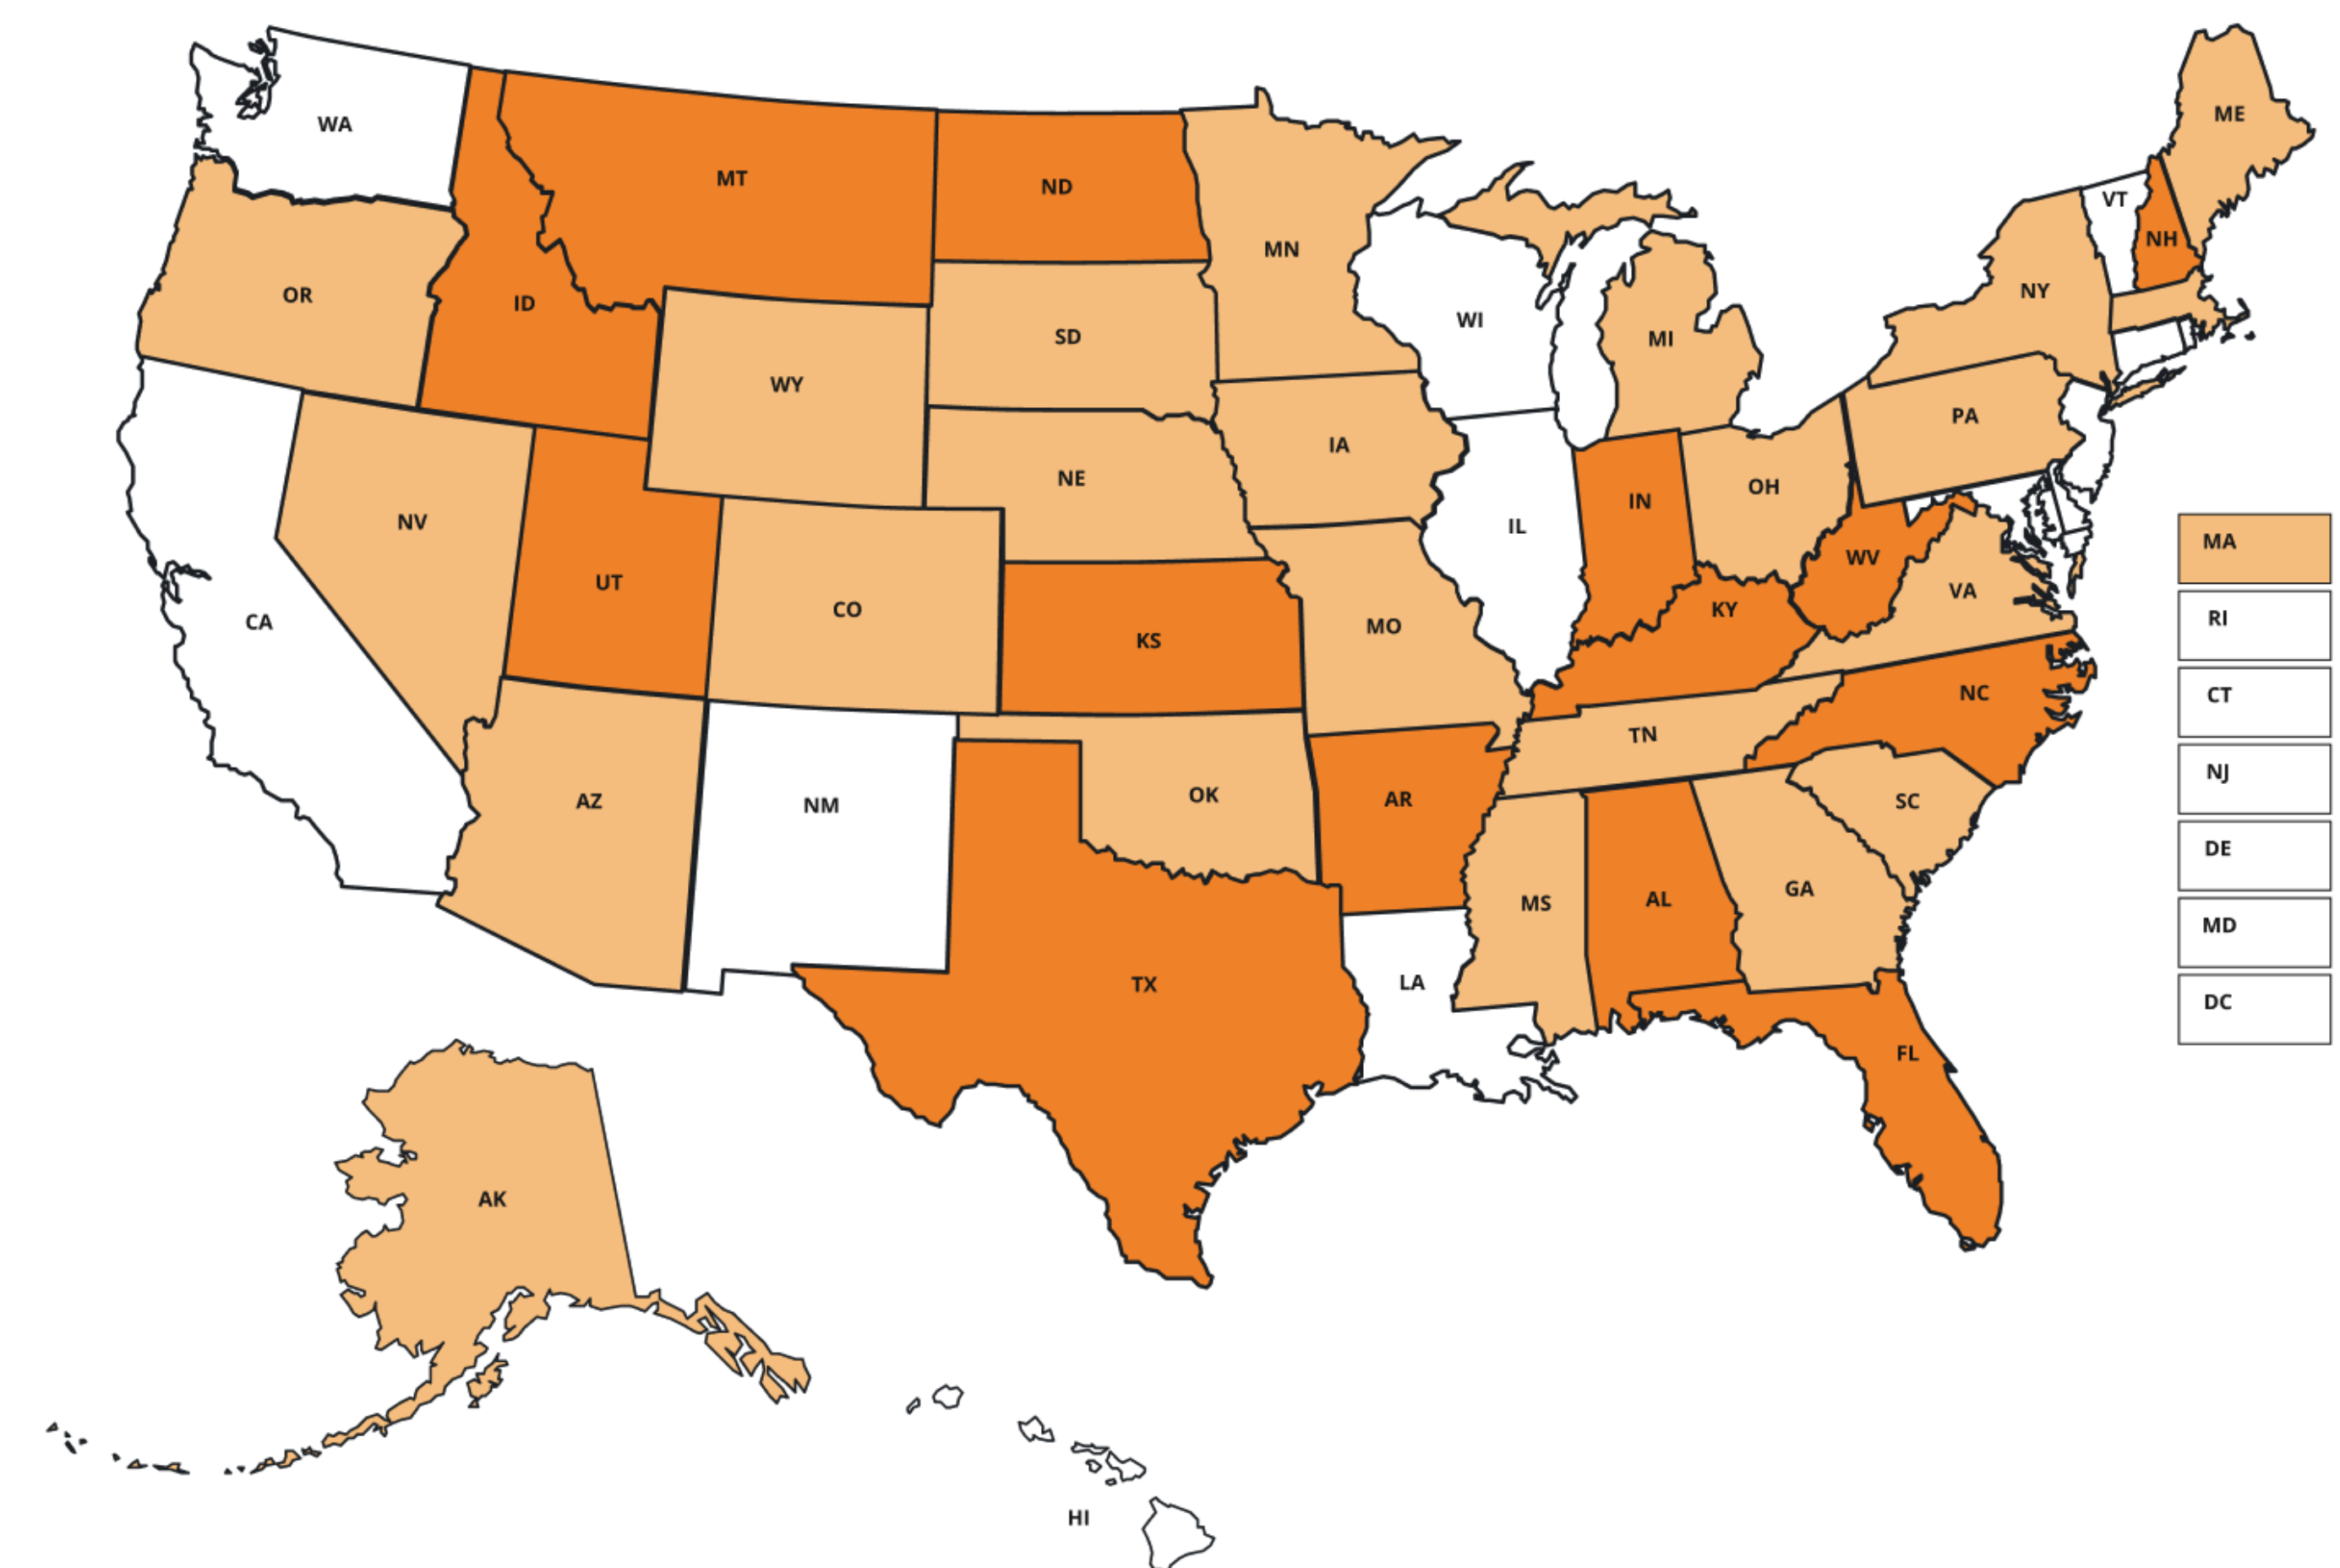 ME
WA
MT
ND
VT
NH
MN
OR
ID
NY
WI
SD
MI
WY
PA
IA
NE
OH
IN
NV
IL
MA
WV
UT
VA
CO
KY
RI
CA
MO
KS
NC
CT
TN
NJ
OK
AR
AZ
SC
NM
DE
GA
AL
MS
MD
LA
TX
DC
FL
AK
HI